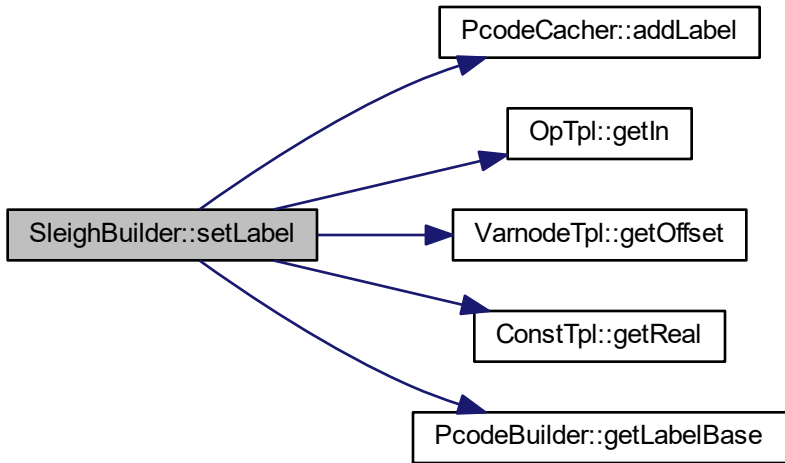 PcodeCacher::addLabel
OpTpl::getIn
SleighBuilder::setLabel
VarnodeTpl::getOffset
ConstTpl::getReal
PcodeBuilder::getLabelBase